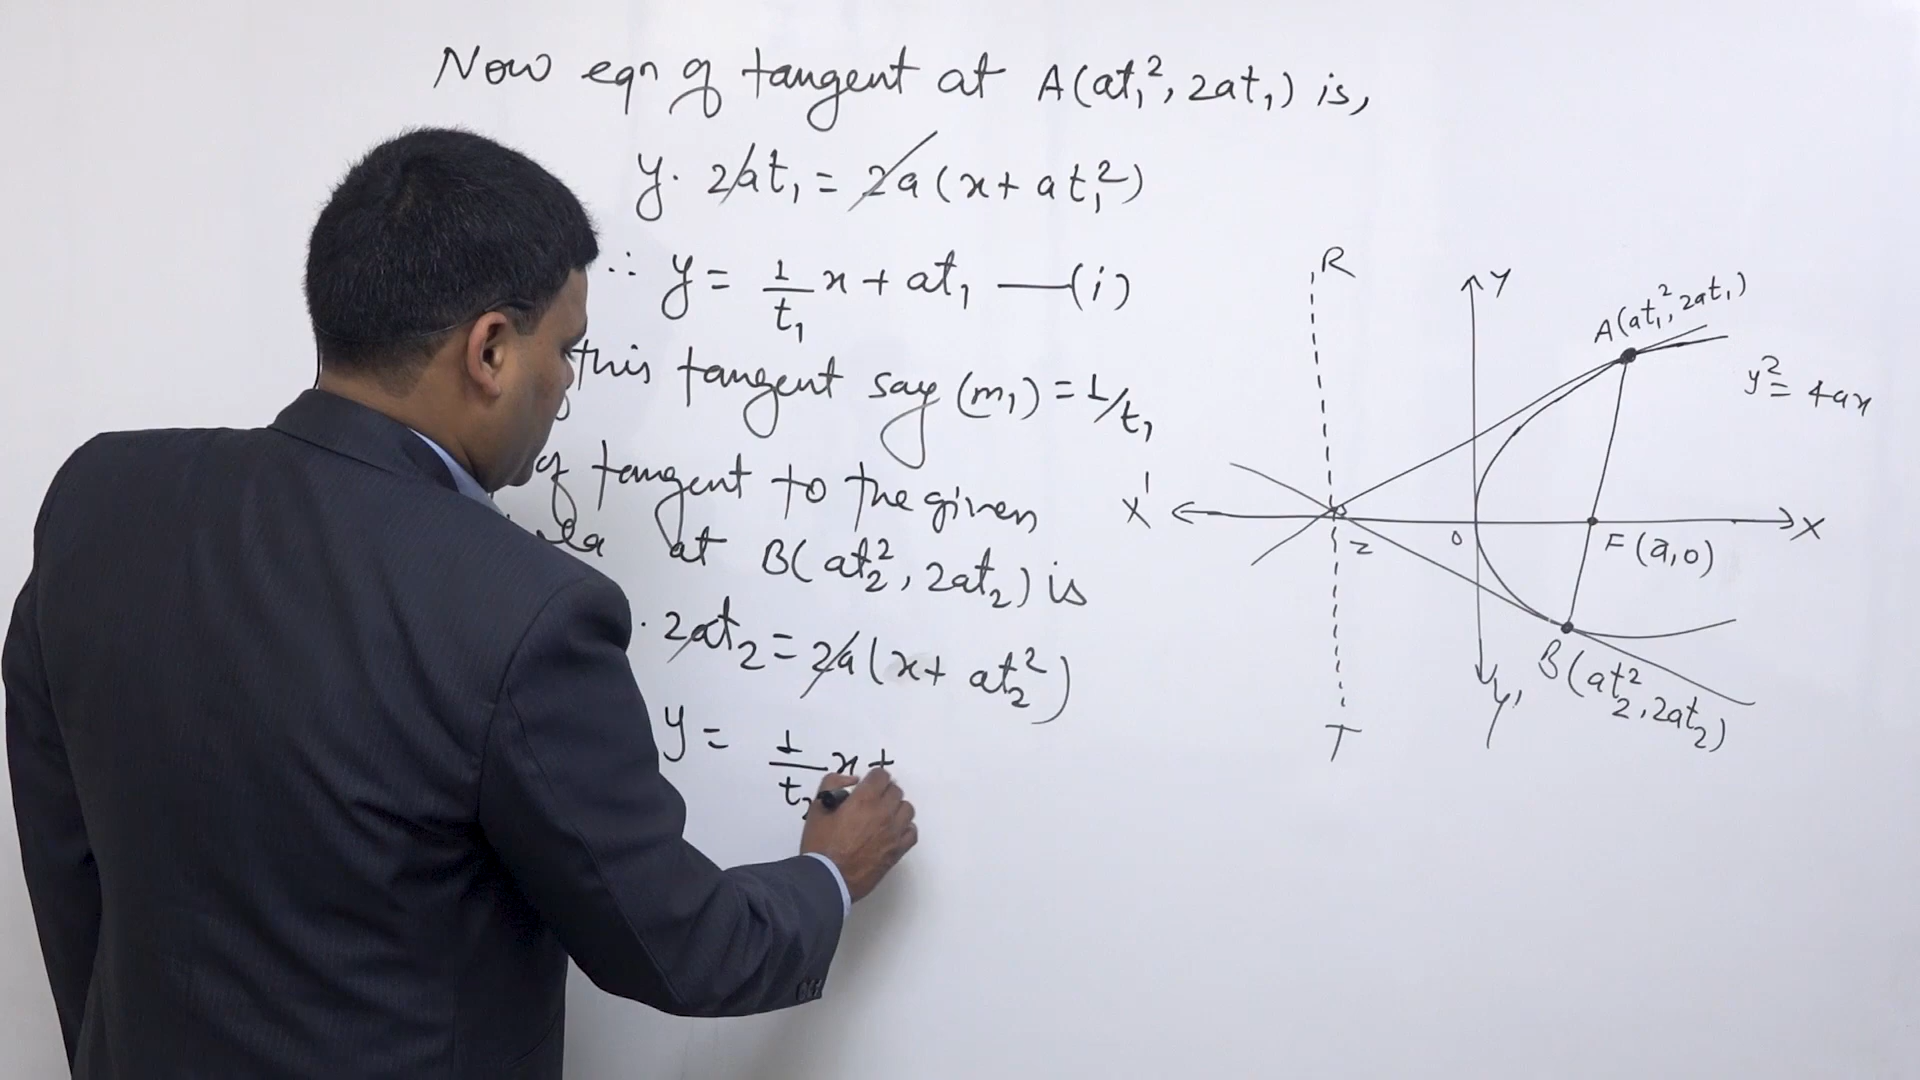 Now eqn of tangent at A(at₁², 2at₁) is,
y. 2at₁ = 2a(x + at₁²)
∴ y = 1/t₁ x + at₁ —(i)
this tangent say (m₁) = 1/t₁
of tangent to the given
at B(at₂², 2at₂) is
. 2at₂ = 2a(x + at₂²)
y = 1/t₂ x +
R
Y
A(at₁², 2at₁)
y² = 4ax
X'
Z
O
F(a,0)
X
B(at₂², 2at₂)
Y'
T